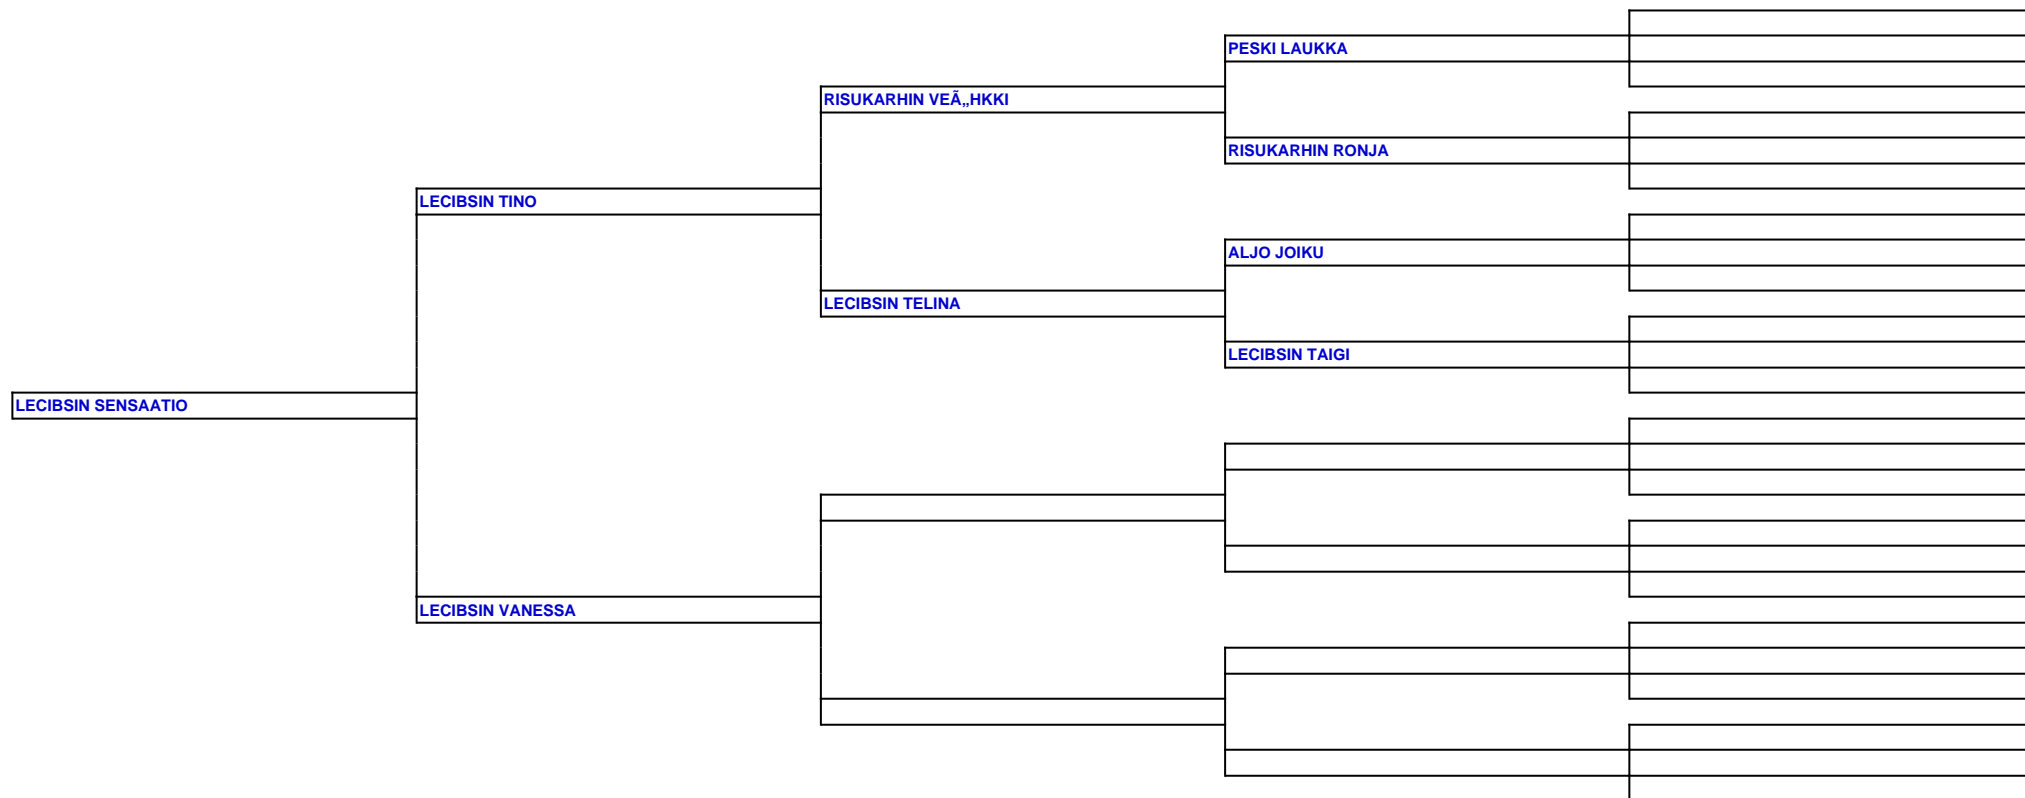 PESKI LAUKKA
RISUKARHIN VEÃ„HKKI
RISUKARHIN RONJA
LECIBSIN TINO
ALJO JOIKU
LECIBSIN TELINA
LECIBSIN TAIGI
LECIBSIN SENSAATIO
LECIBSIN VANESSA